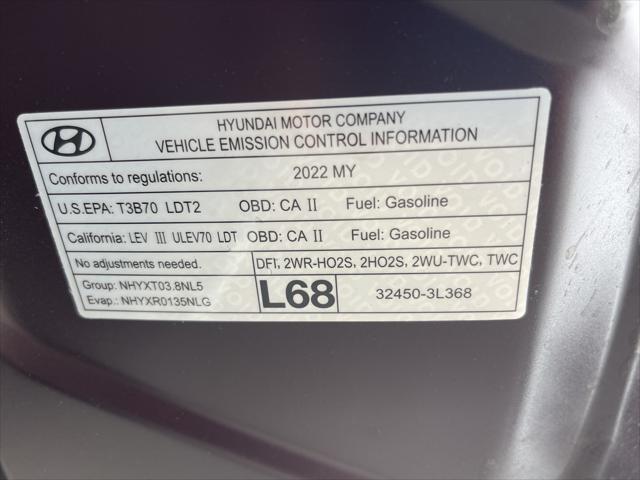 HYUNDAI MOTOR COMPANY
VEHICLE EMISSION CONTROL INFORMATION
Conforms to regulations: 2022 MY
U.S.EPA: T3B70 LDT2 OBD: CA II Fuel: Gasoline
California: LEV III ULEV70 LDT OBD: CA II Fuel: Gasoline
No adjustments needed. DFI, 2WR-HO2S, 2HO2S, 2WU-TWC, TWC
Group: NHYXT03.8NL5
Evap.: NHYXR0135NLG
L68 32450-3L368